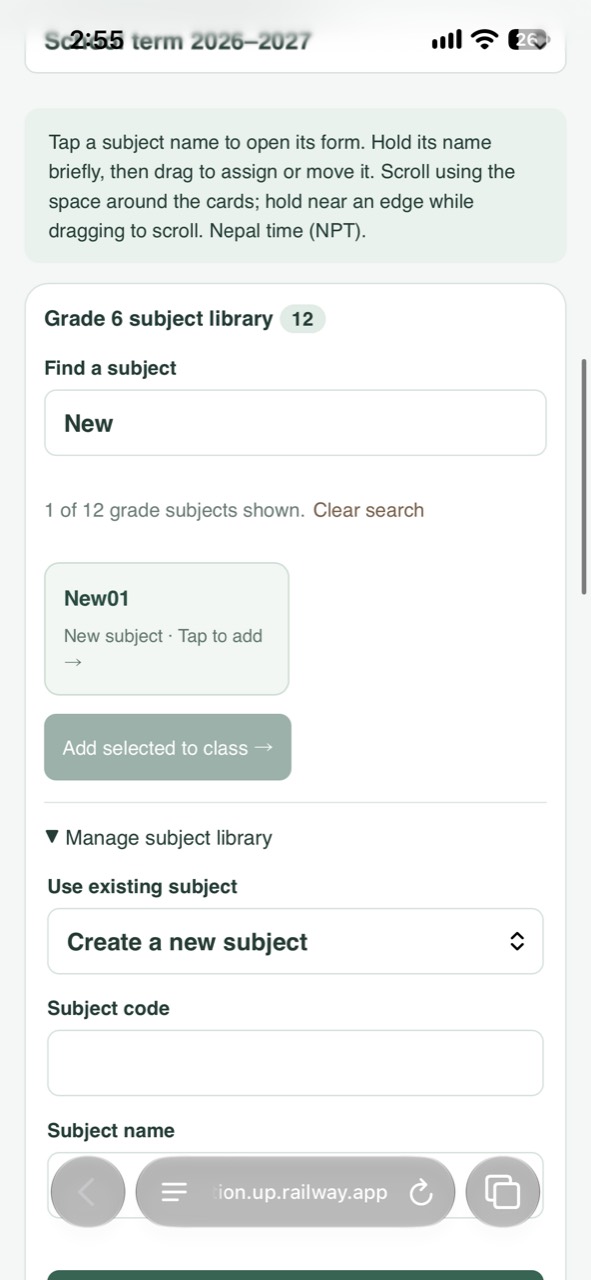 2:55
26
School term 2026–2027
Tap a subject name to open its form. Hold its name
briefly, then drag to assign or move it. Scroll using the
space around the cards; hold near an edge while
dragging to scroll. Nepal time (NPT).
Grade 6 subject library 12
Find a subject
New
1 of 12 grade subjects shown. Clear search
New01
New subject · Tap to add
→
Add selected to class →
▼ Manage subject library
Use existing subject
Create a new subject
Subject code
Subject name
ion.up.railway.app